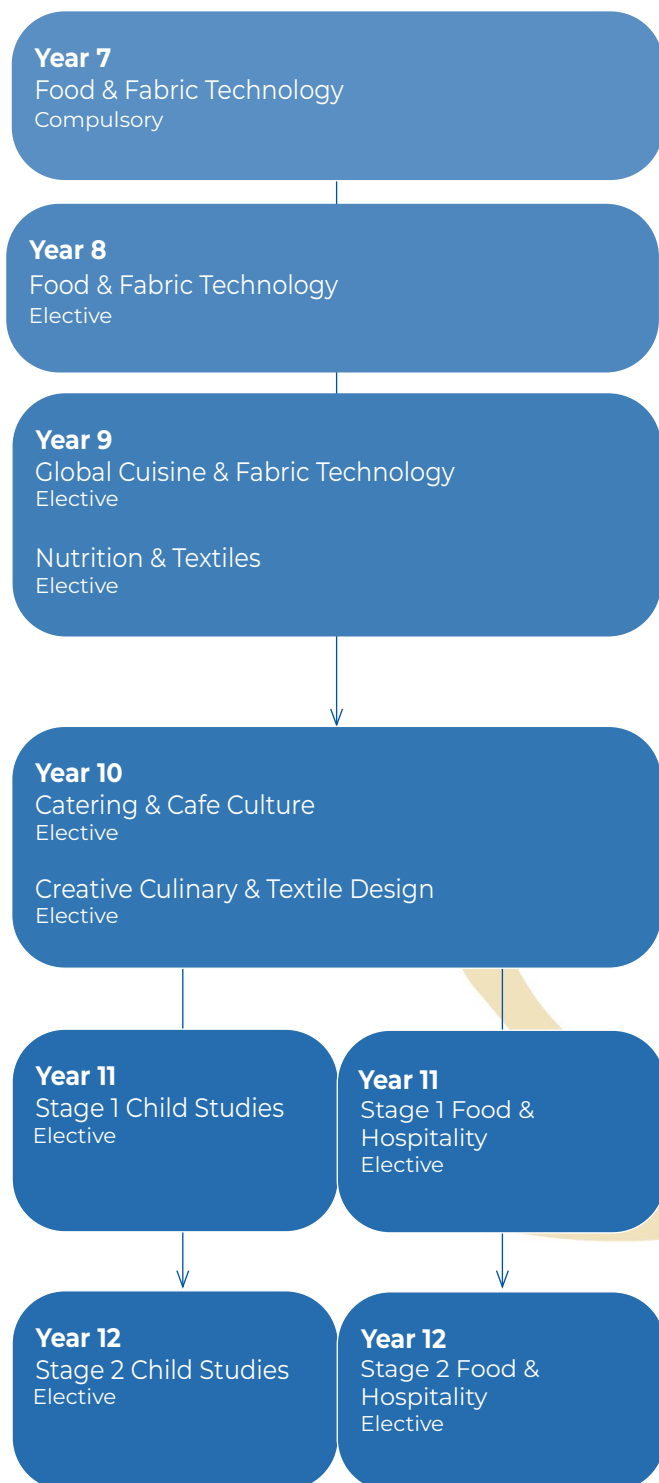 Year 7
Food & Fabric Technology
Compulsory
Year 8
Food & Fabric Technology
Elective
Year 9
Global Cuisine & Fabric Technology
Elective
Nutrition & Textiles
Elective
Year 10
Catering & Cafe Culture
Elective
Creative Culinary & Textile Design
Elective
Year 11
Stage 1 Child Studies
Elective
Year 11
Stage 1 Food &
Hospitality
Elective
Year 12
Stage 2 Child Studies
Elective
Year 12
Stage 2 Food &
Hospitality
Elective